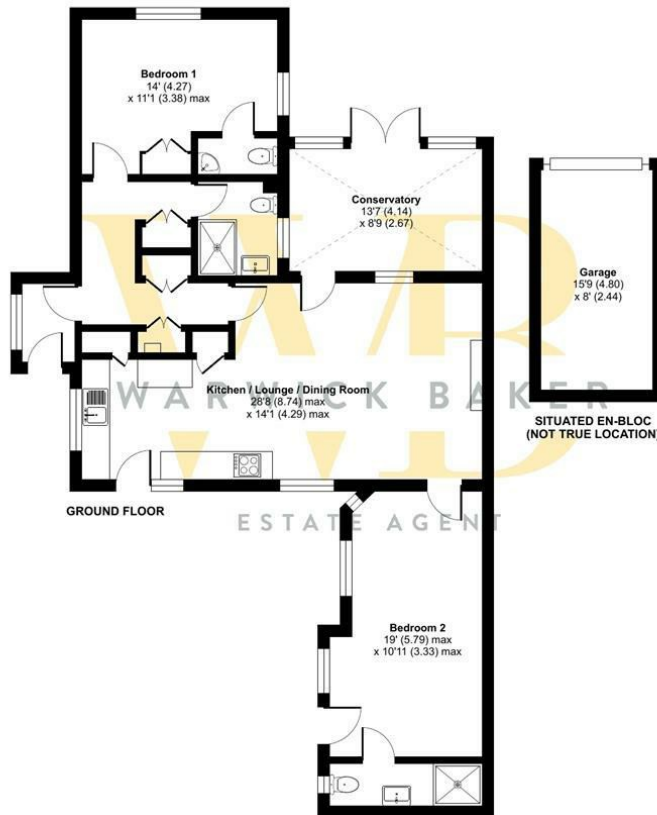 Bedroom 1
14' (4.27)
x 11'1 (3.38) max
Conservatory
13'7 (4.14)
x 8'9 (2.67)
Garage
15'9 (4.80)
x 8' (2.44)
WB
Kitchen / Lounge / Dining Room
28'8 (8.74) max
x 14'1 (4.29) max
WARWICK BAKER
SITUATED EN-BLOC
(NOT TRUE LOCATION)
GROUND FLOOR
ESTATE AGENT
Bedroom 2
19' (5.79) max
x 10'11 (3.33) max